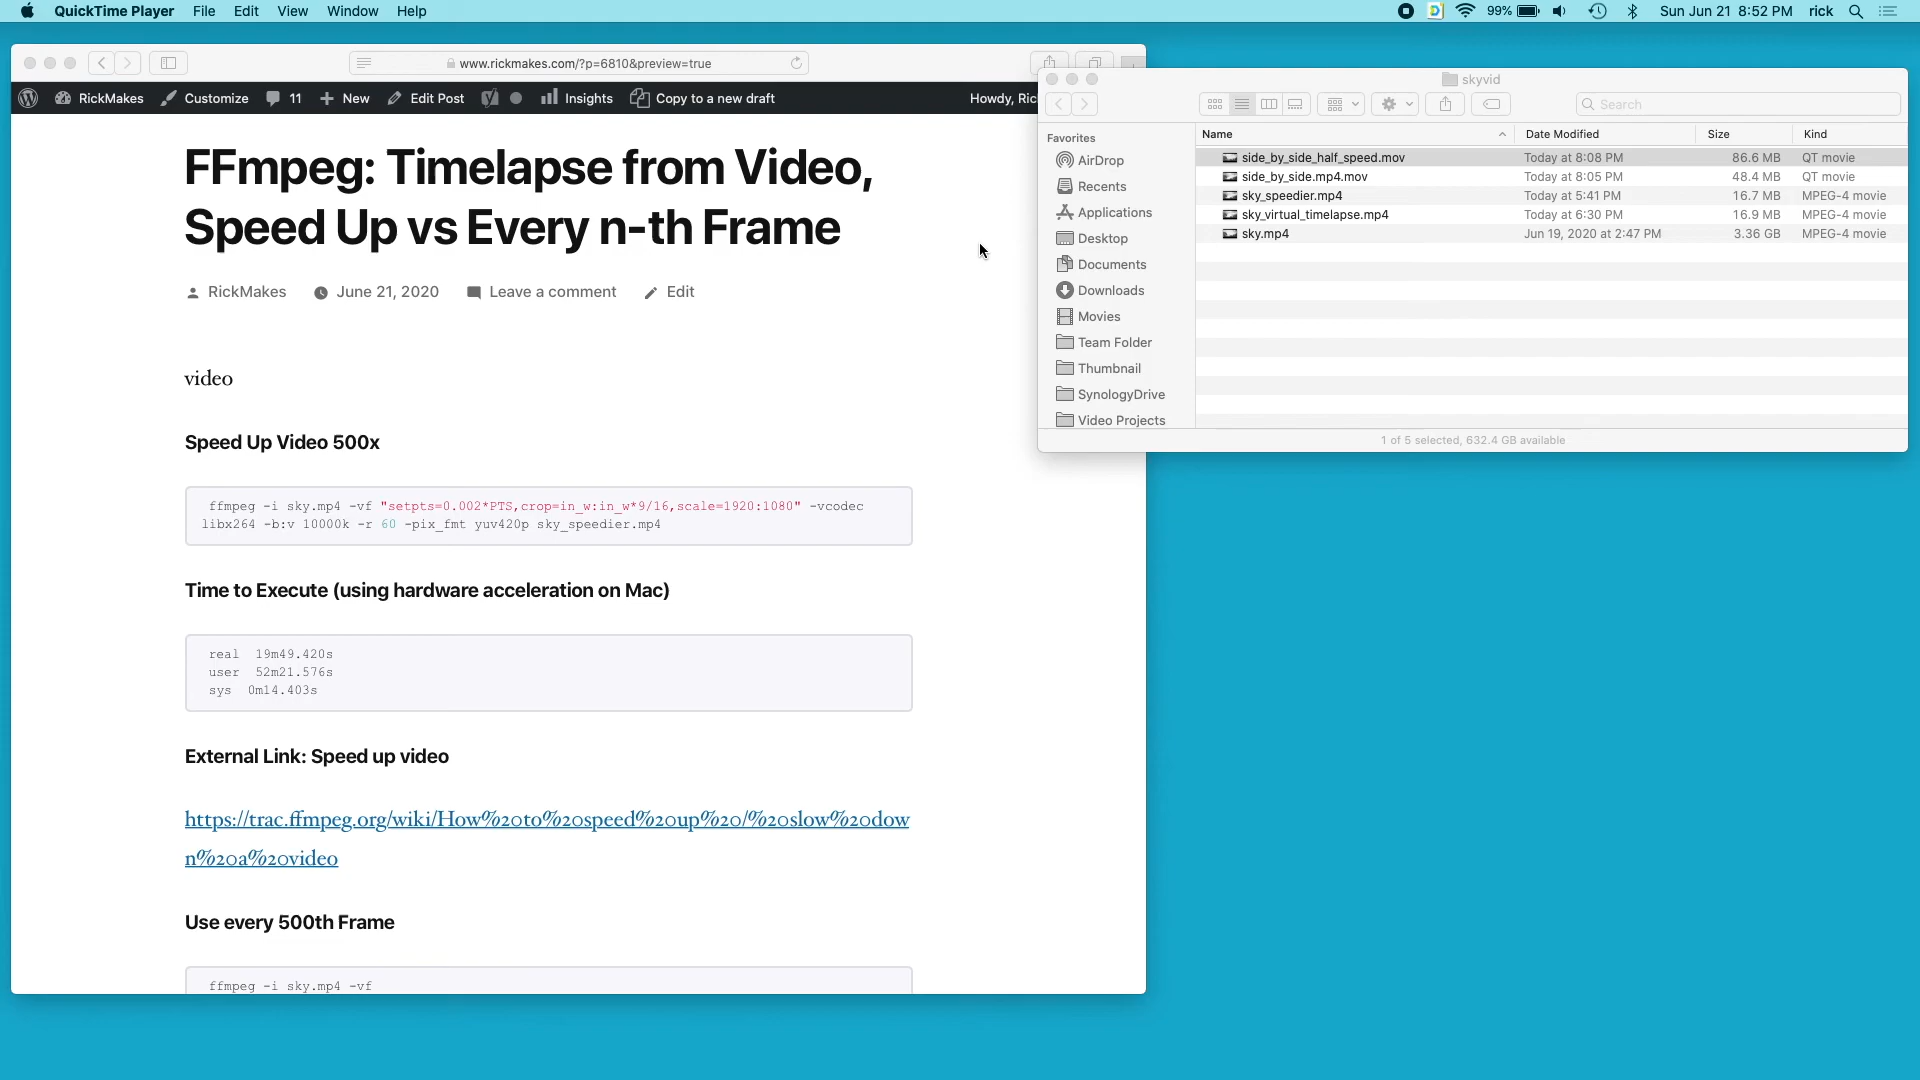 QuickTime Player File Edit View Window Help 99% Sun Jun 21 8:52 PM rick
www.rickmakes.com/?p=6810&preview=true
RickMakes Customize 11 New Edit Post Insights Copy to a new draft Howdy, Ric
FFmpeg: Timelapse from Video,
Speed Up vs Every n-th Frame
RickMakes June 21, 2020 Leave a comment Edit
video
Speed Up Video 500x
ffmpeg -i sky.mp4 -vf "setpts=0.002*PTS,crop=in_w:in_w*9/16,scale=1920:1080" -vcodec
libx264 -b:v 10000k -r 60 -pix_fmt yuv420p sky_speedier.mp4
Time to Execute (using hardware acceleration on Mac)
real 19m49.420s
user 52m21.576s
sys 0m14.403s
External Link: Speed up video
https://trac.ffmpeg.org/wiki/How%20to%20speed%20up%20/%20slow%20dow
n%20a%20video
Use every 500th Frame
ffmpeg -i sky.mp4 -vf
skyvid
Search
Favorites
AirDrop
Recents
Applications
Desktop
Documents
Downloads
Movies
Team Folder
Thumbnail
SynologyDrive
Video Projects
Name Date Modified Size Kind
side_by_side_half_speed.mov Today at 8:08 PM 86.6 MB QT movie
side_by_side.mp4.mov Today at 8:05 PM 48.4 MB QT movie
sky_speedier.mp4 Today at 5:41 PM 16.7 MB MPEG-4 movie
sky_virtual_timelapse.mp4 Today at 6:30 PM 16.9 MB MPEG-4 movie
sky.mp4 Jun 19, 2020 at 2:47 PM 3.36 GB MPEG-4 movie
1 of 5 selected, 632.4 GB available